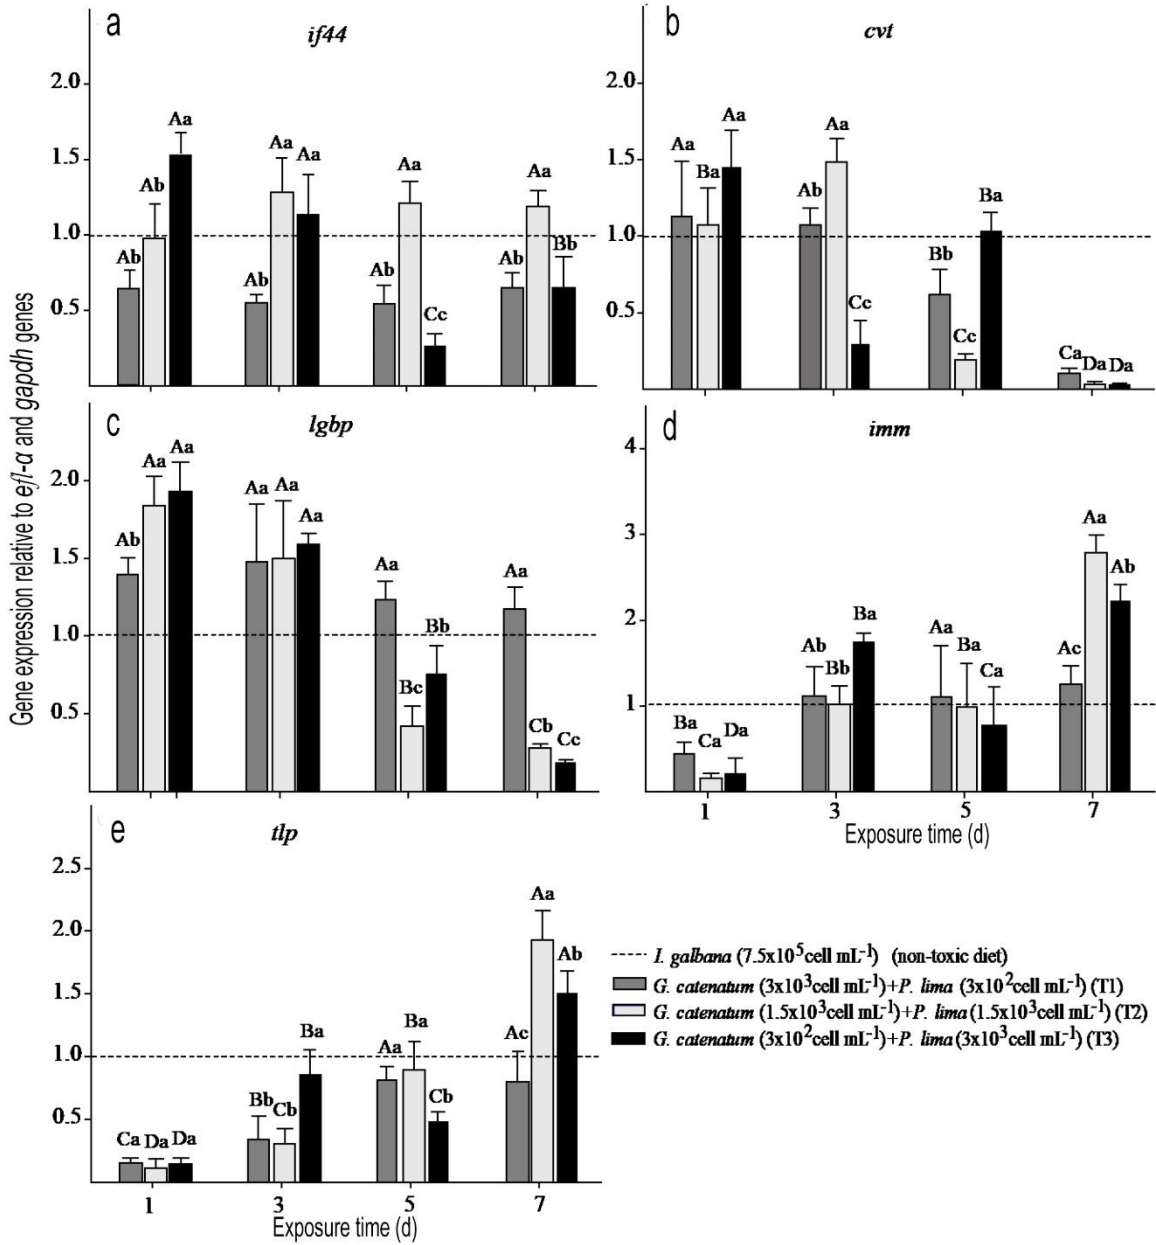 Gene expression relative to ef1-α and gapdh genes
a
if44
2.0
1.5
1.0
0.5
Ab Ab Aa
Ab Aa Aa
Ab Aa Cc
Ab Aa Bb
b
cvt
2.0
1.5
1.0
0.5
Aa Ba Aa
Ab Aa Cc
Bb Cc Ba
Ca Da Da
c
lgbp
2.0
1.5
1.0
0.5
Ab Aa Aa
Aa Aa Aa
Aa Bc Bb
Aa Cb Cc
d
imm
4
3
2
1
Ba Ca Da
Ab Bb Ba
Aa Ba Ca
Ac Aa Ab
1 3 5 7
Exposure time (d)
e
tlp
2.5
2.0
1.5
1.0
0.5
Ca Da Da
Bb Cb Ba
Aa Ba Cb
Ac Aa Ab
1 3 5 7
Exposure time (d)
I. galbana (7.5x10⁵cell mL⁻¹) (non-toxic diet)
G. catenatum (3x10³cell mL⁻¹)+P. lima (3x10²cell mL⁻¹) (T1)
G. catenatum (1.5x10³cell mL⁻¹)+P. lima (1.5x10³cell mL⁻¹) (T2)
G. catenatum (3x10²cell mL⁻¹)+P. lima (3x10³cell mL⁻¹) (T3)